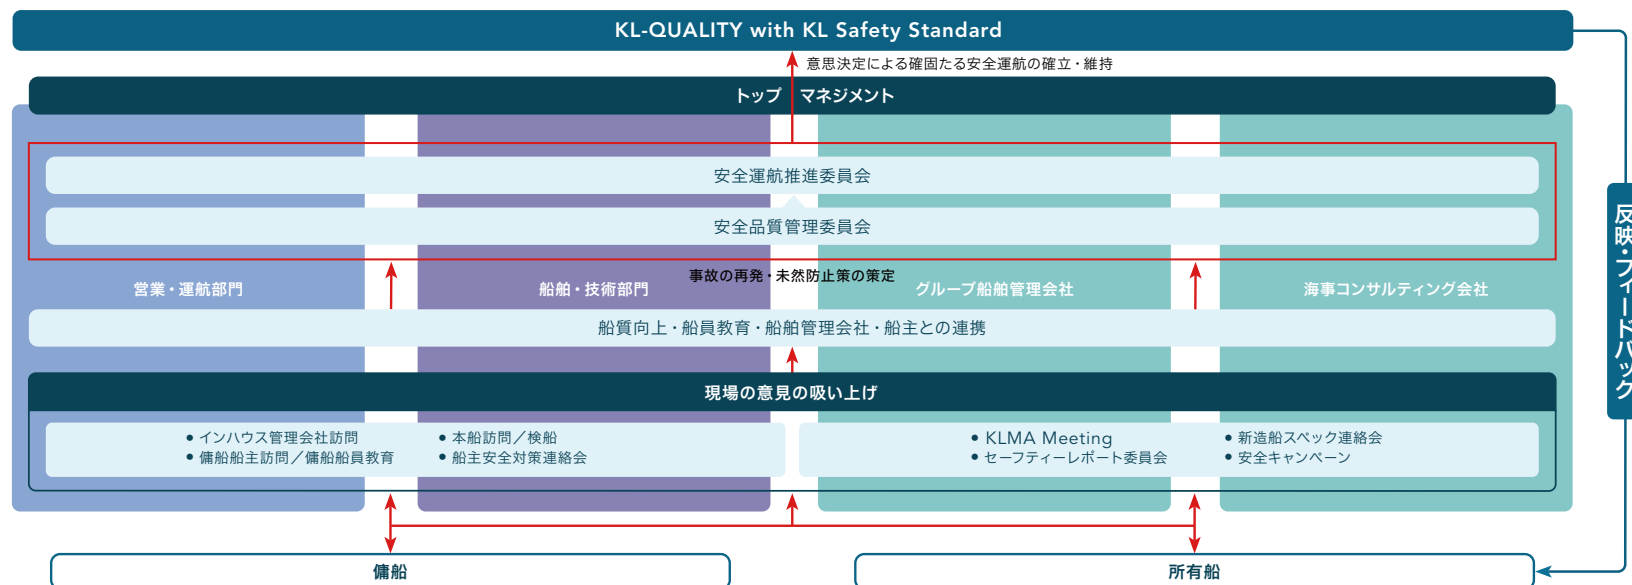 KL-QUALITY with KL Safety Standard
意思決定による確固たる安全運航の確立・維持
トップ マネジメント
安全運航推進委員会
安全品質管理委員会
事故の再発・未然防止策の策定
営業・運航部門
船舶・技術部門
グループ船舶管理会社
海事コンサルティング会社
船質向上・船員教育・船舶管理会社・船主との連携
現場の意見の吸い上げ
● インハウス管理会社訪問
● 傭船船主訪問／傭船船員教育
● 本船訪問／検船
● 船主安全対策連絡会
● KLMA Meeting
● セーフティーレポート委員会
● 新造船スペック連絡会
● 安全キャンペーン
傭船
所有船
反映・フィードバック